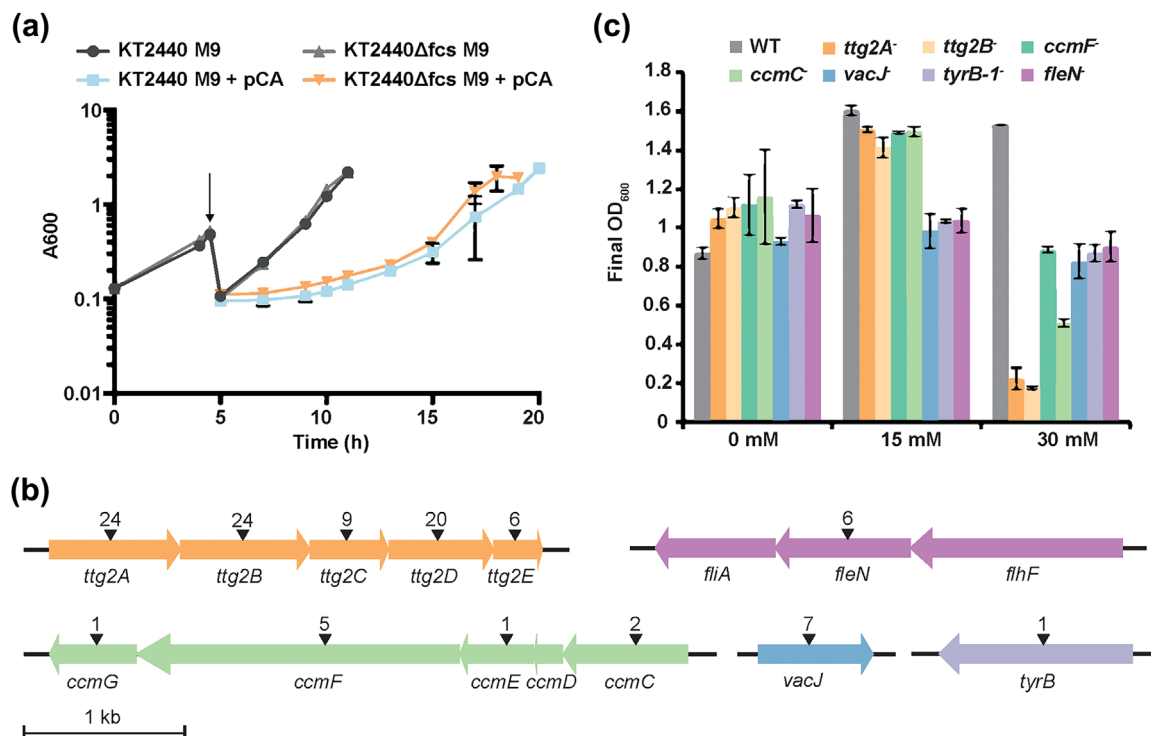 (a)
KT2440 M9
KT2440Δfcs M9
KT2440 M9 + pCA
KT2440Δfcs M9 + pCA
10
1
0.1
0.01
A600
0
5
10
15
20
Time (h)
(c)
WT
ttg2A-
ttg2B-
ccmF-
ccmC-
vacJ-
tyrB-1-
fleN-
1.8
1.6
1.4
1.2
1
0.8
0.6
0.4
0.2
0
Final OD600
0 mM
15 mM
30 mM
(b)
24
24
9
20
6
ttg2A
ttg2B
ttg2C
ttg2D
ttg2E
6
fliA
fleN
flhF
1
5
1
2
ccmG
ccmF
ccmE
ccmD
ccmC
7
vacJ
1
tyrB
1 kb